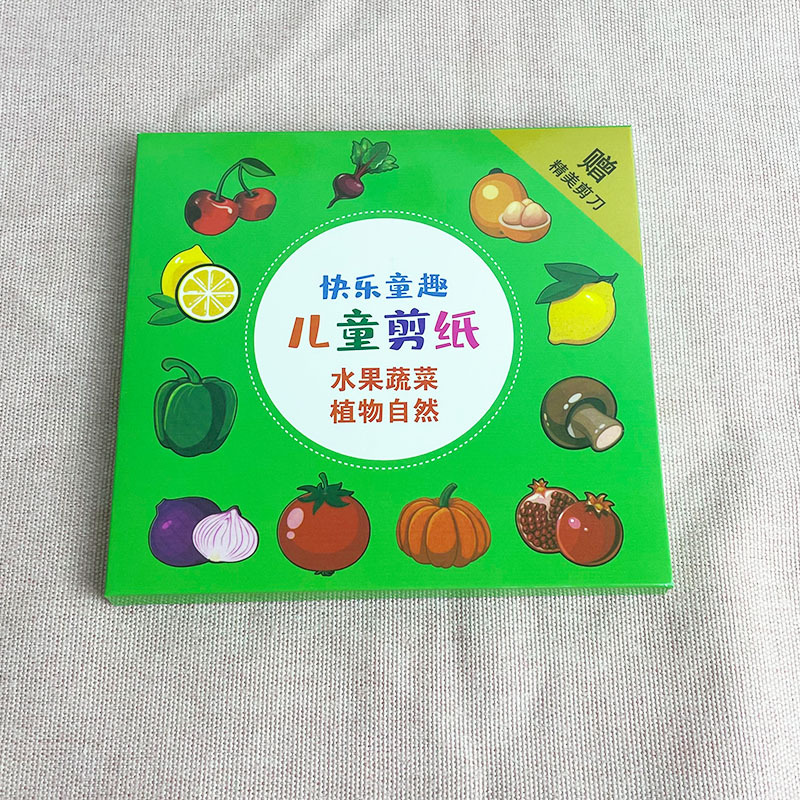 赠
精美剪刀
快乐童趣
儿童剪纸
水果蔬菜
植物自然